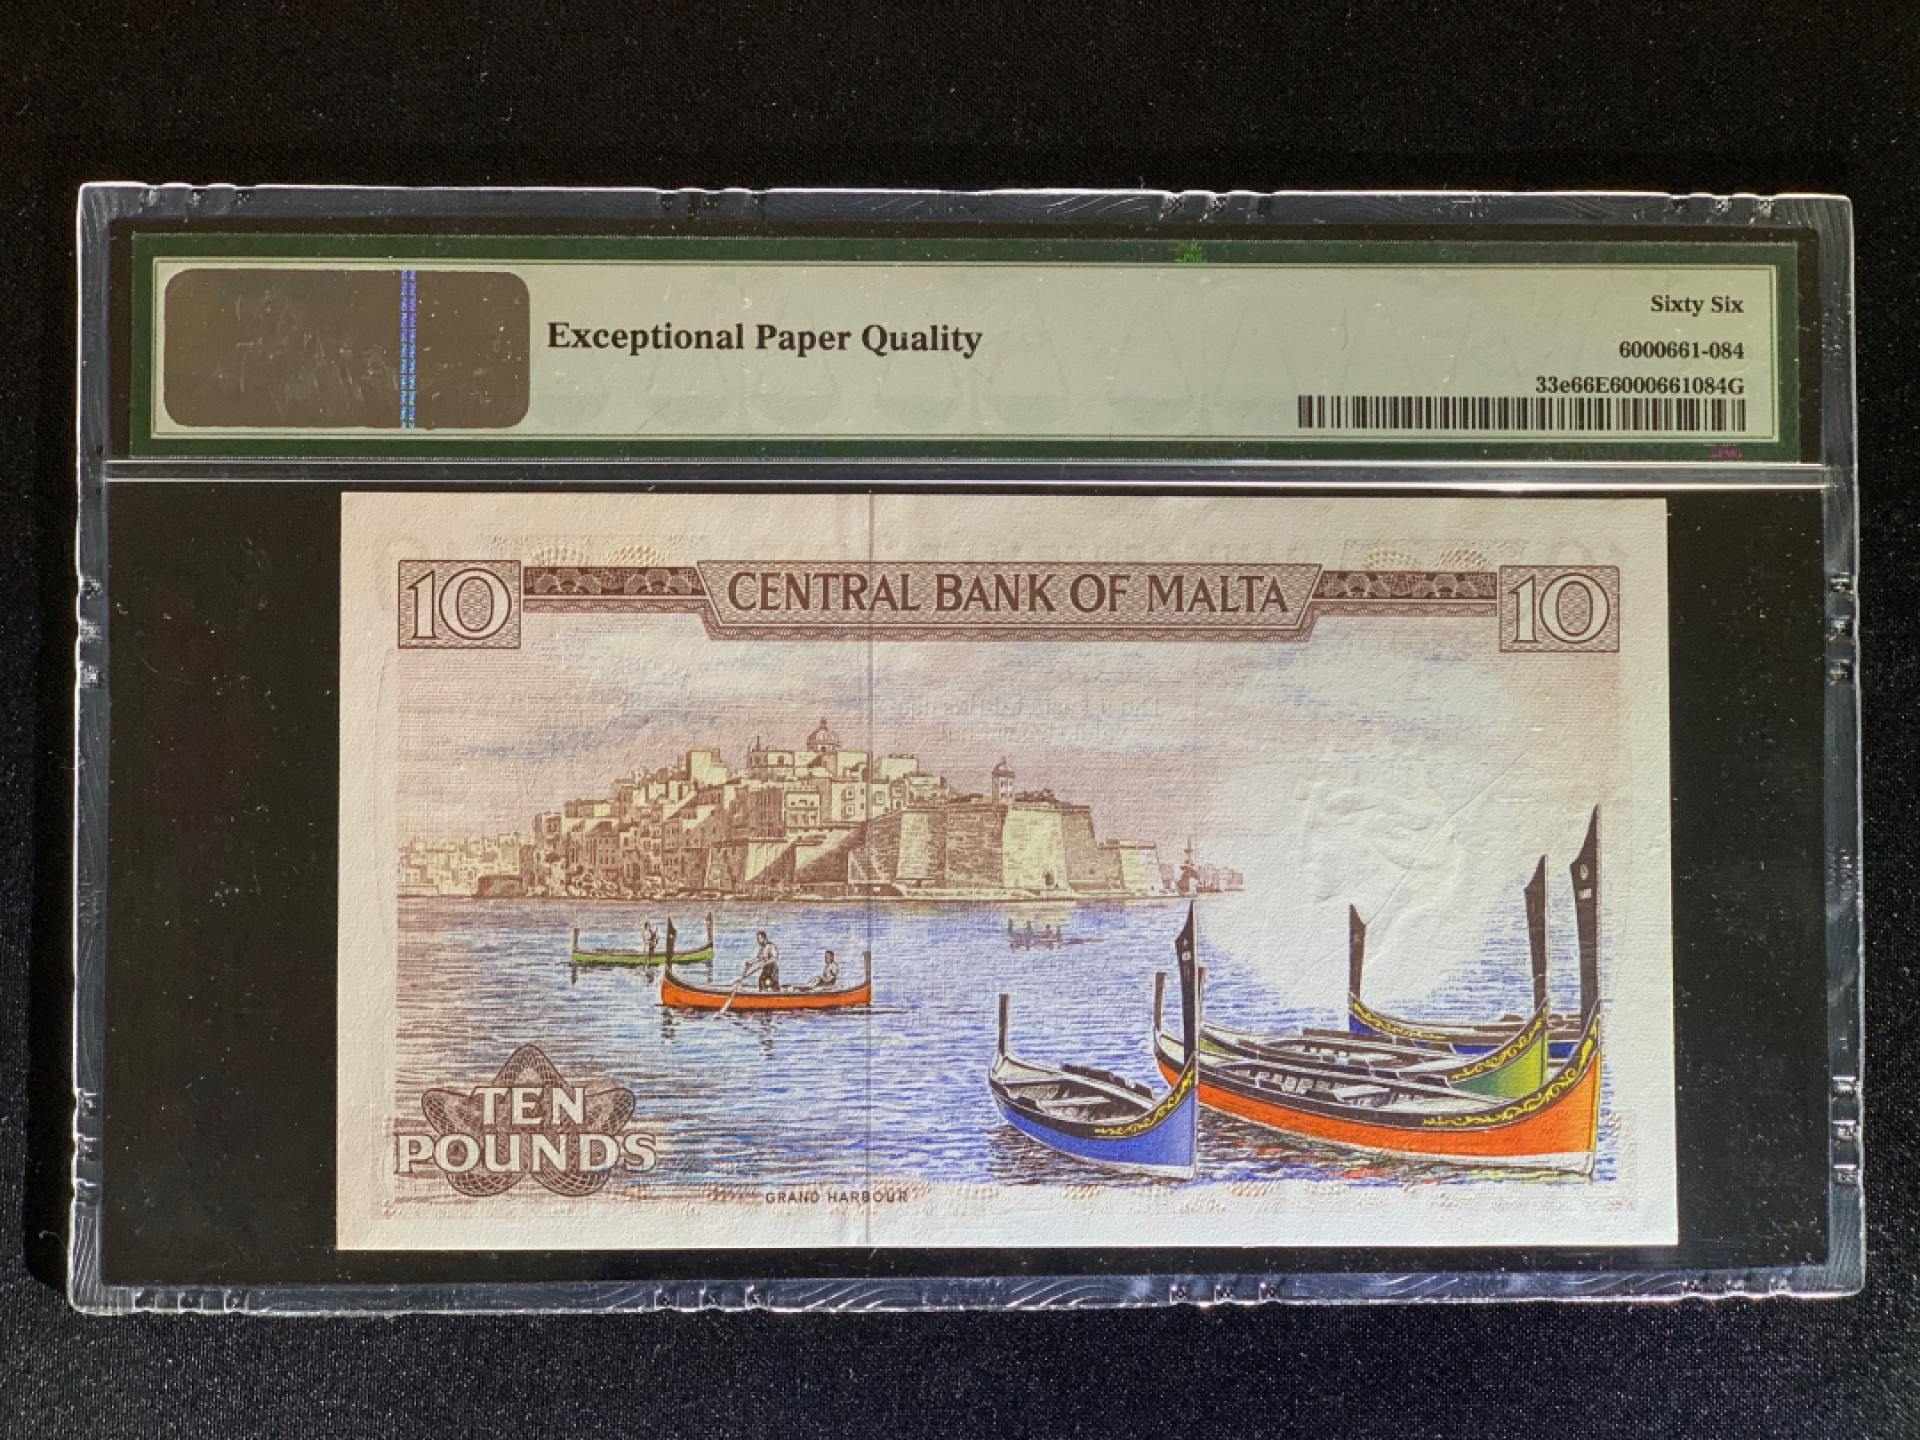 Exceptional Paper Quality
Sixty Six
6000661-084
33e66E6000661084G
10 CENTRAL BANK OF MALTA 10
TEN
POUNDS
GRAND HARBOUR